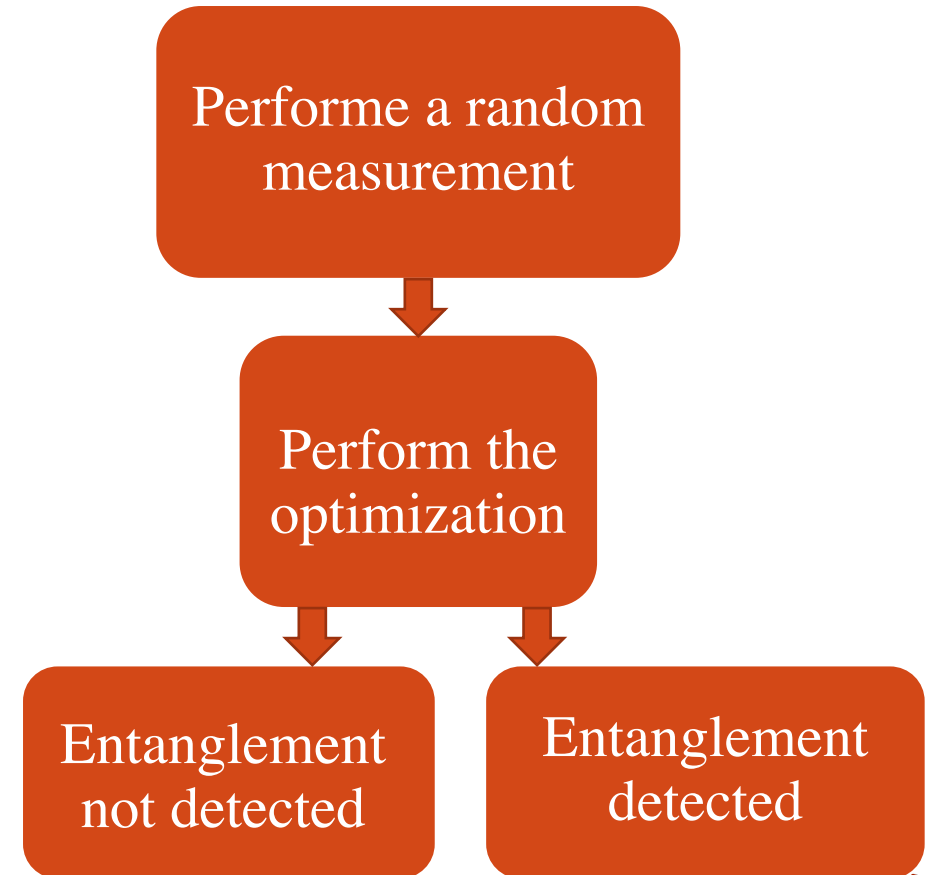 Performe a random
measurement
Perform the
optimization
Entanglement
not detected
Entanglement
detected